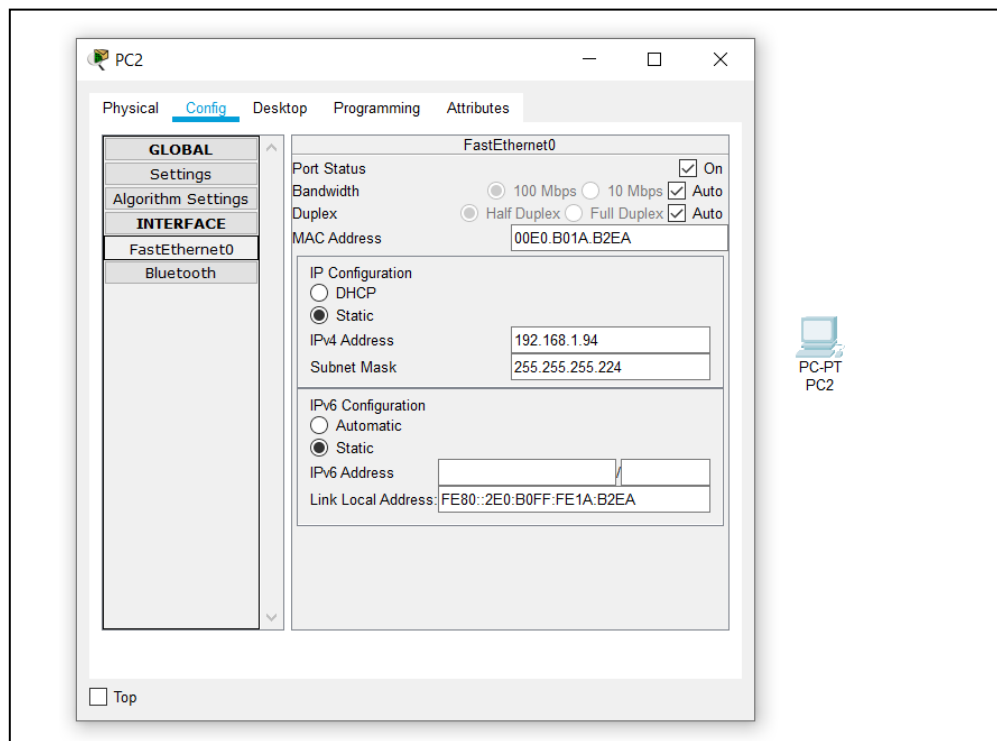 PC2
Physical Config Desktop Programming Attributes
GLOBAL
Settings
Algorithm Settings
INTERFACE
FastEthernet0
Bluetooth
FastEthernet0
Port Status On
Bandwidth 100 Mbps 10 Mbps Auto
Duplex Half Duplex Full Duplex Auto
MAC Address 00E0.B01A.B2EA
IP Configuration
DHCP
Static
IPv4 Address 192.168.1.94
Subnet Mask 255.255.255.224
IPv6 Configuration
Automatic
Static
IPv6 Address /
Link Local Address: FE80::2E0:B0FF:FE1A:B2EA
Top
PC-PT
PC2